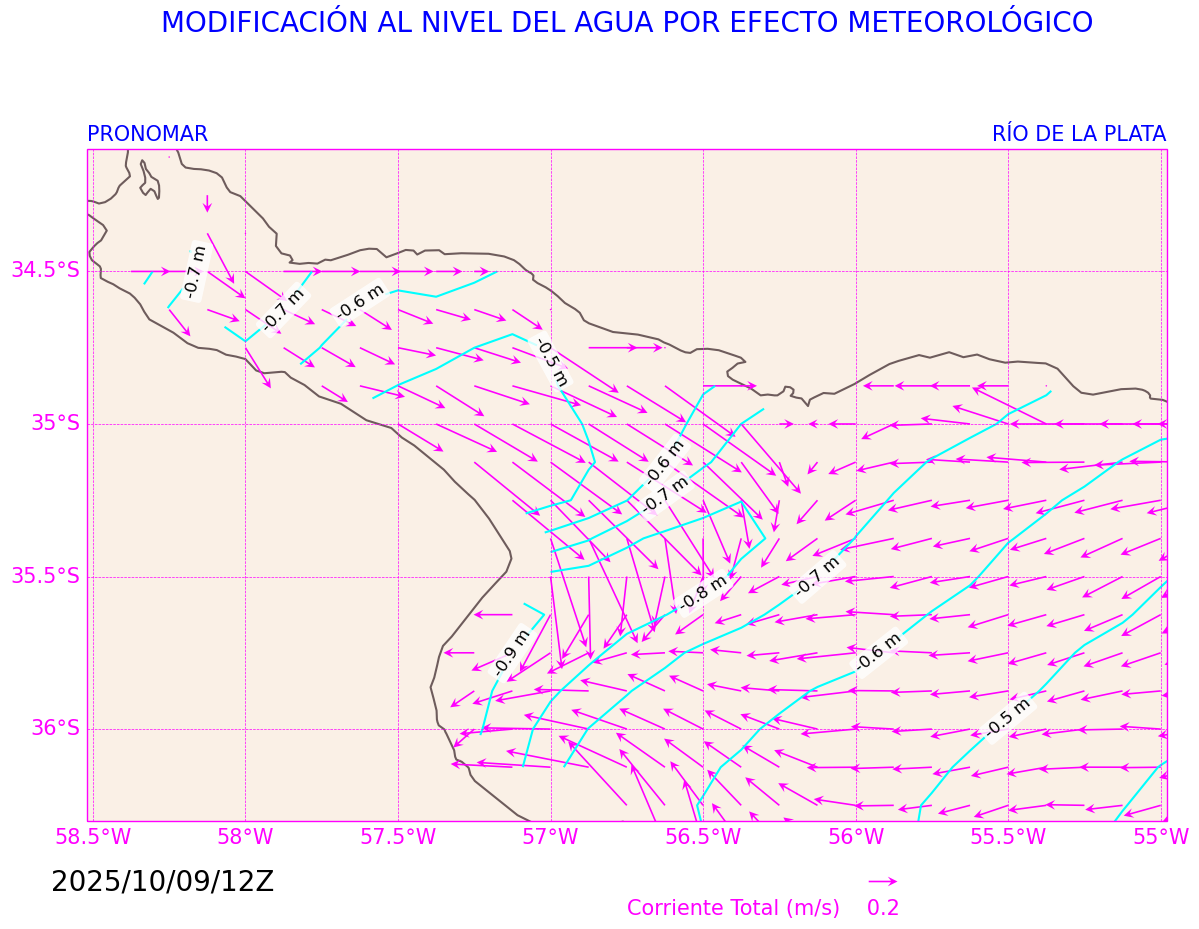 MODIFICACIÓN AL NIVEL DEL AGUA POR EFECTO METEOROLÓGICO
PRONOMAR
RÍO DE LA PLATA
34.5°S
35°S
35.5°S
36°S
-0.7 m
-0.7 m
-0.6 m
-0.5 m
-0.6 m
-0.7 m
-0.8 m
-0.7 m
-0.9 m
-0.6 m
-0.5 m
58.5°W
58°W
57.5°W
57°W
56.5°W
56°W
55.5°W
55°W
2025/10/09/12Z
Corriente Total (m/s) 0.2